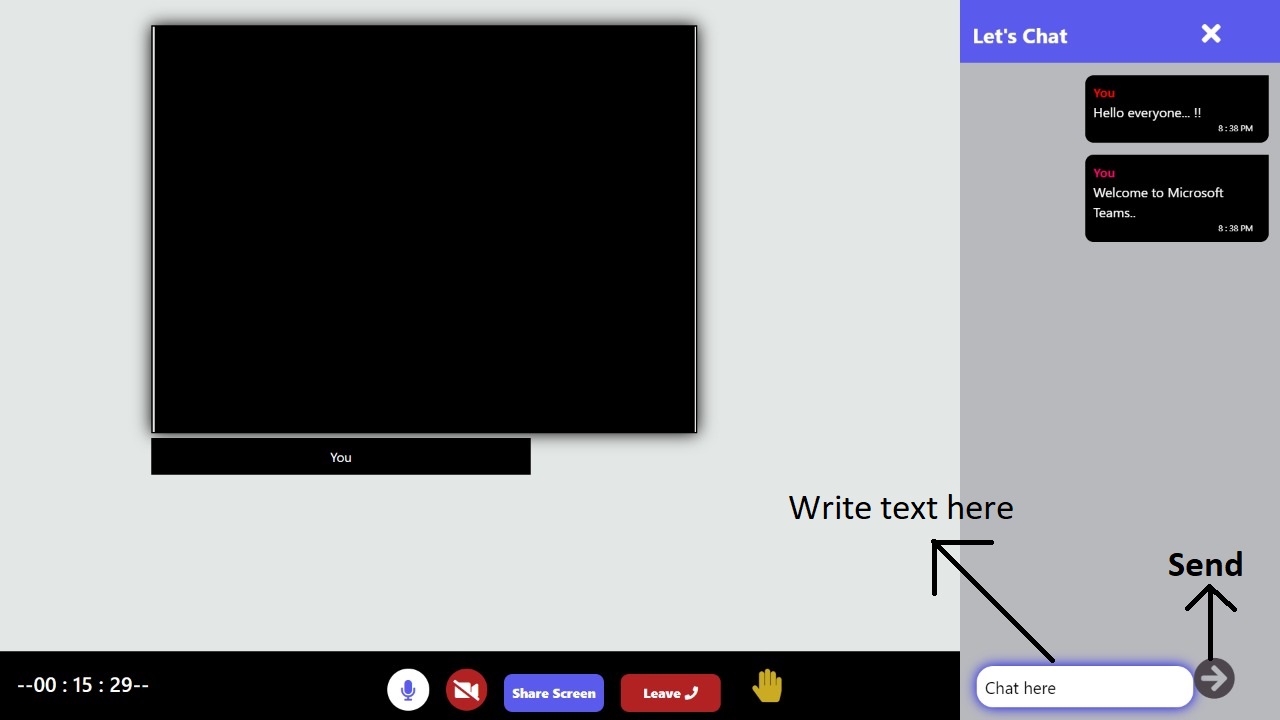 Let's Chat
You
Hello everyone... !!
8 : 38 PM
You
Welcome to Microsoft
Teams..
8 : 38 PM
You
Write text here
Send
--00 : 15 : 29--
Share Screen
Leave
Chat here